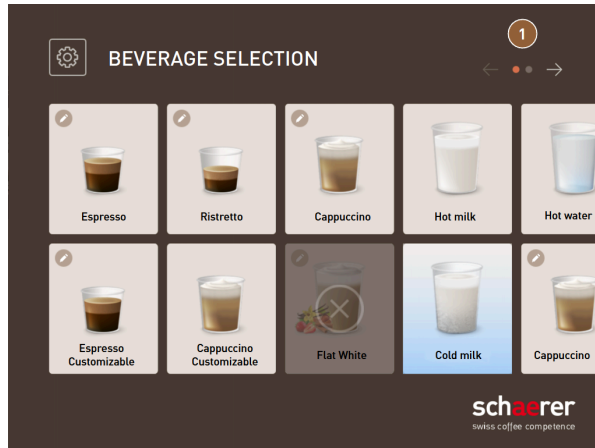 1
BEVERAGE SELECTION
Espresso
Ristretto
Cappuccino
Hot milk
Hot water
Espresso
Customizable
Cappuccino
Customizable
Flat White
Cold milk
Cappuccino
schaerer
swiss coffee competence